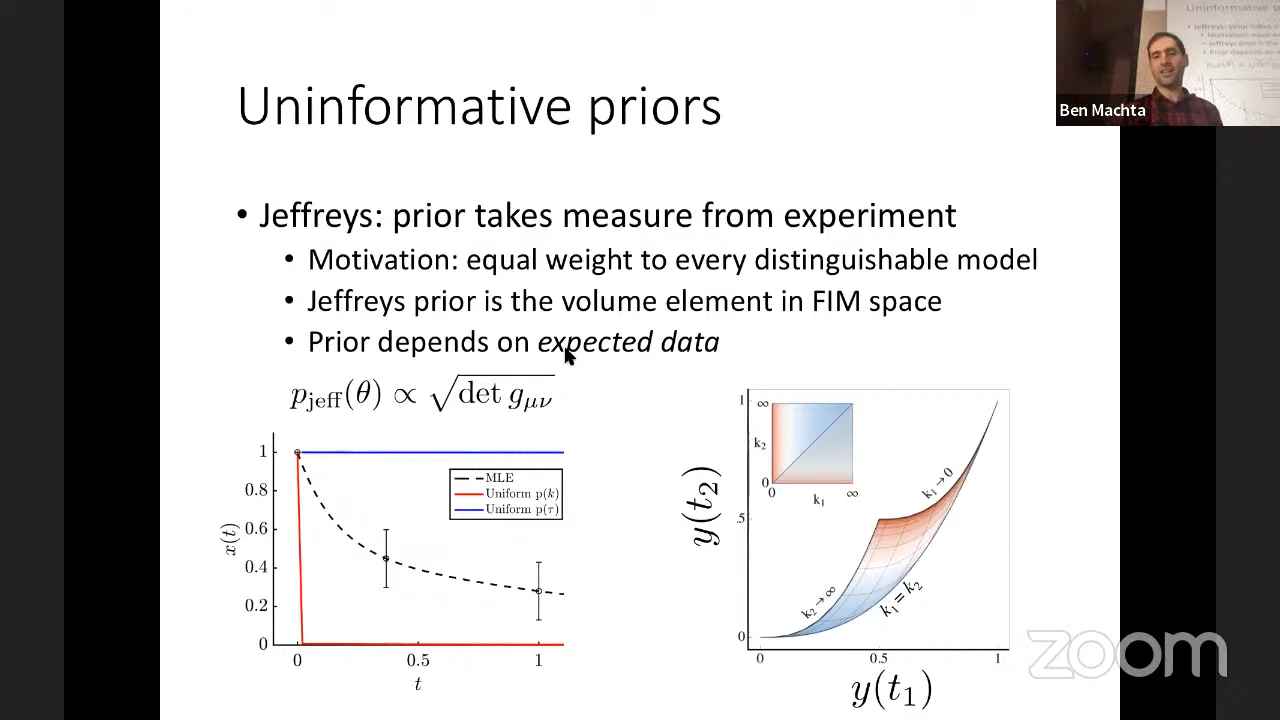 Uninformative priors
• Jeffreys: prior takes measure from experiment
• Motivation: equal weight to every distinguishable model
• Jeffreys prior is the volume element in FIM space
• Prior depends on expected data
p_jeff(θ) ∝ √det g_μν
1
0.8
0.6
0.4
0.2
0
x(t)
0
0.5
1
t
MLE
Uniform p(k)
Uniform p(τ)
1
.5
0
y(t₂)
0
0.5
1
y(t₁)
∞
k₂
0
0
k₁
∞
k₁→0
k₂→∞
k₁ = k₂
Ben Machta
zoom